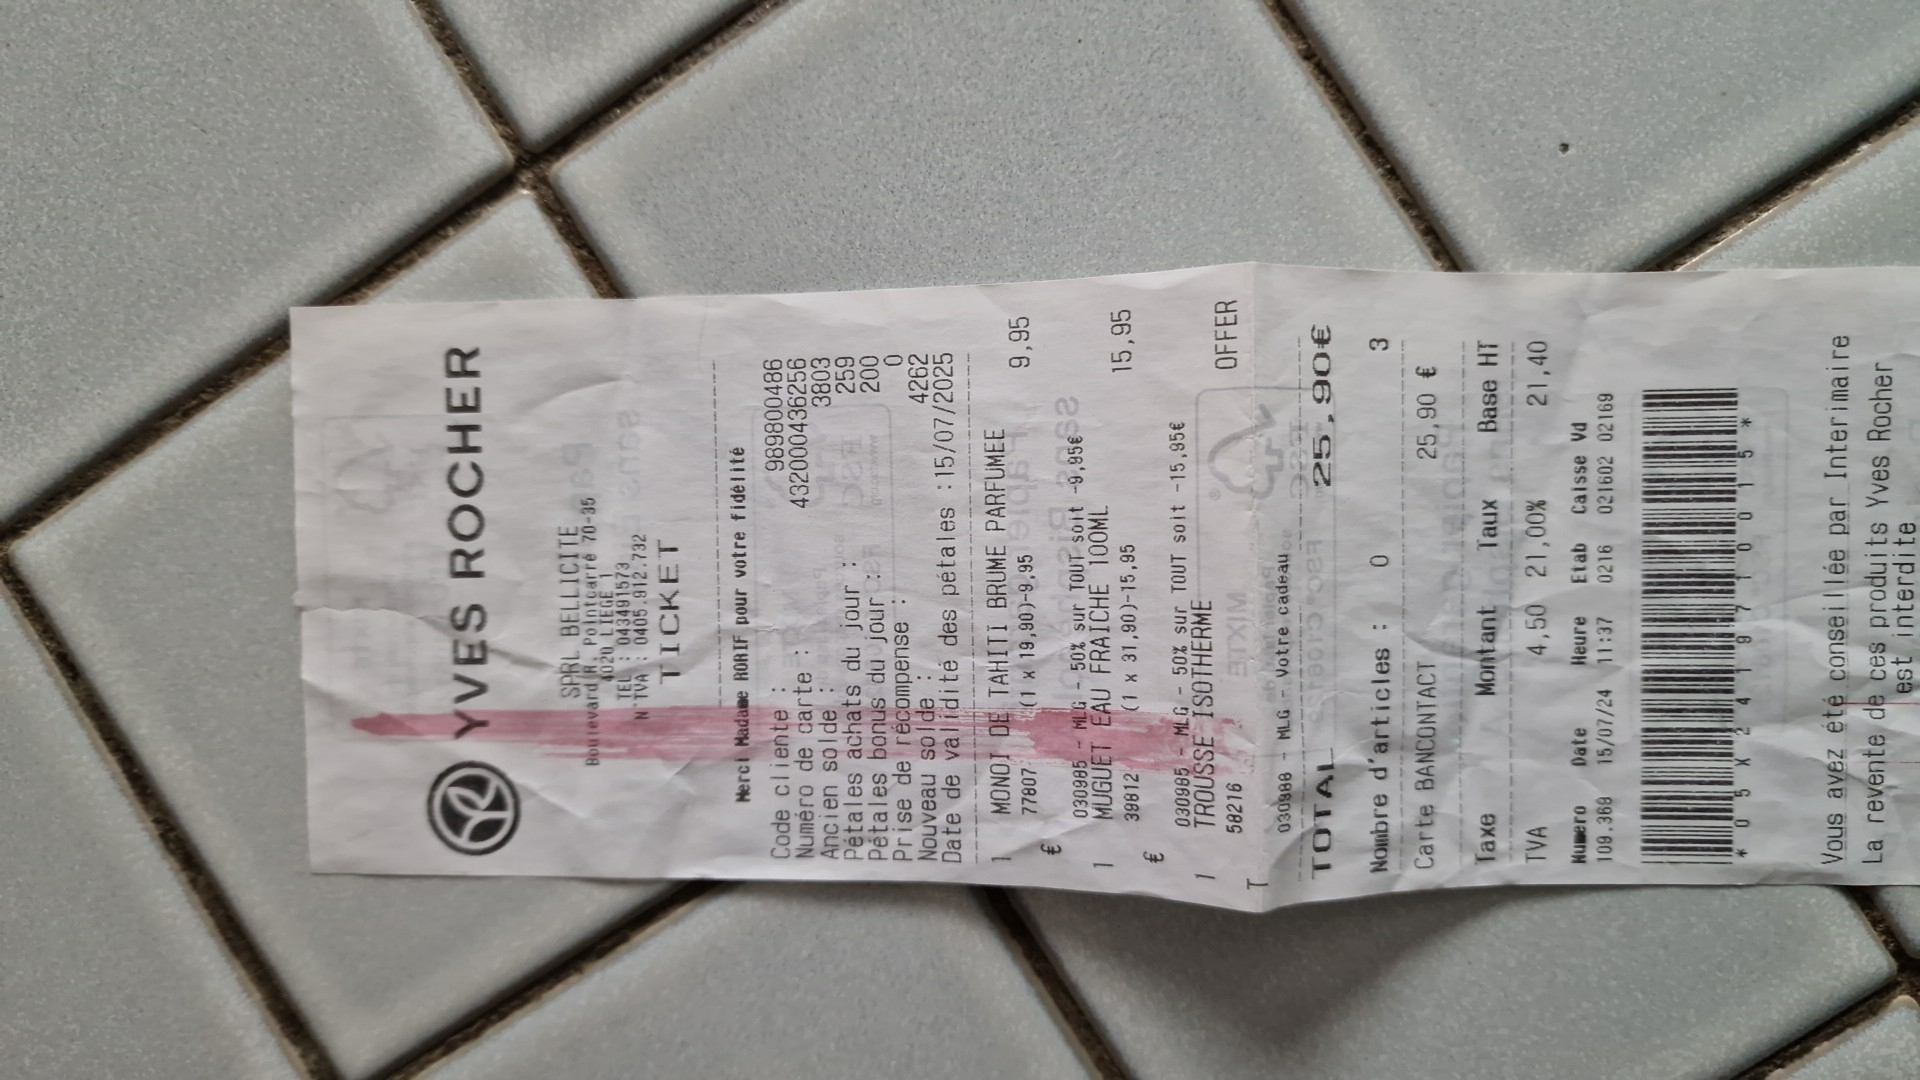 YVES ROCHER
SPRL BELLICITE
Boulevard R. Pointcarré 70-35
4020 LIEGE 1
TEL : 043491573
N°TVA : 0405.912.732
TICKET
Merci Madame RORIF pour votre fidélité
Code cliente : 989800486
Numéro de carte : 4320000436256
Ancien solde : 3803
Pétales achats du jour : 259
Pétales bonus du jour : 200
Prise de récompense : 0
Nouveau solde : 4262
Date de validité des pétales : 15/07/2025
1 MONOI DE TAHITI BRUME PARFUMEE 9,95
77807 (1 x 19,90)-9,95
€
030985 - MLG - 50% sur TOUT soit -9,95€
1 MUGUET EAU FRAICHE 100ML 15,95
39812 (1 x 31,90)-15,95
€
030985 - MLG - 50% sur TOUT soit -15,95€
1 TROUSSE ISOTHERME OFFER
58216
T
030988 - MLG - Votre cadeau
TOTAL 25,90€
Nombre d'articles : 0 3
Carte BANCONTACT 25,90 €
Taxe Montant Taux Base HT
TVA 4,50 21,00% 21,40
Numero Date Heure Etab Caisse Vd
109.368 15/07/24 11:37 0216 021602 02169
*05X2419710015*
Vous avez été conseillée par Interimaire
La revente de ces produits Yves Rocher
est interdite